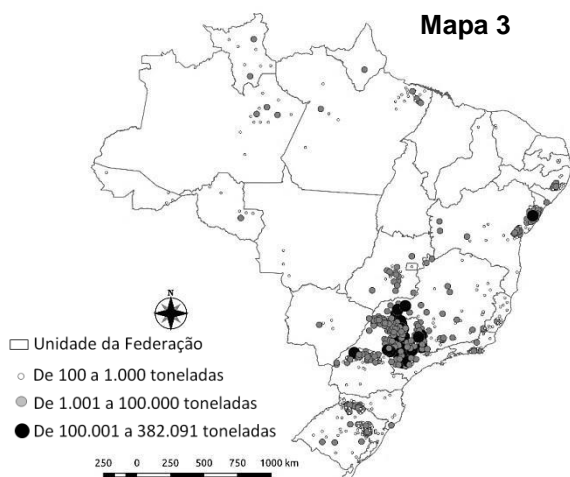 Mapa 3
N
Unidade da Federação
De 100 a 1.000 toneladas
De 1.001 a 100.000 toneladas
De 100.001 a 382.091 toneladas
250 0 250 500 750 1000 km